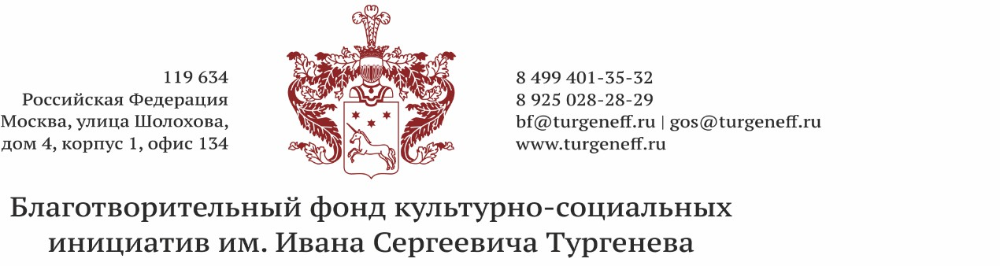 119 634
Российская Федерация
Москва, улица Шолохова,
дом 4, корпус 1, офис 134
8 499 401-35-32
8 925 028-28-29
bf@turgeneff.ru | gos@turgeneff.ru
www.turgeneff.ru
Благотворительный фонд культурно-социальных
инициатив им. Ивана Сергеевича Тургенева